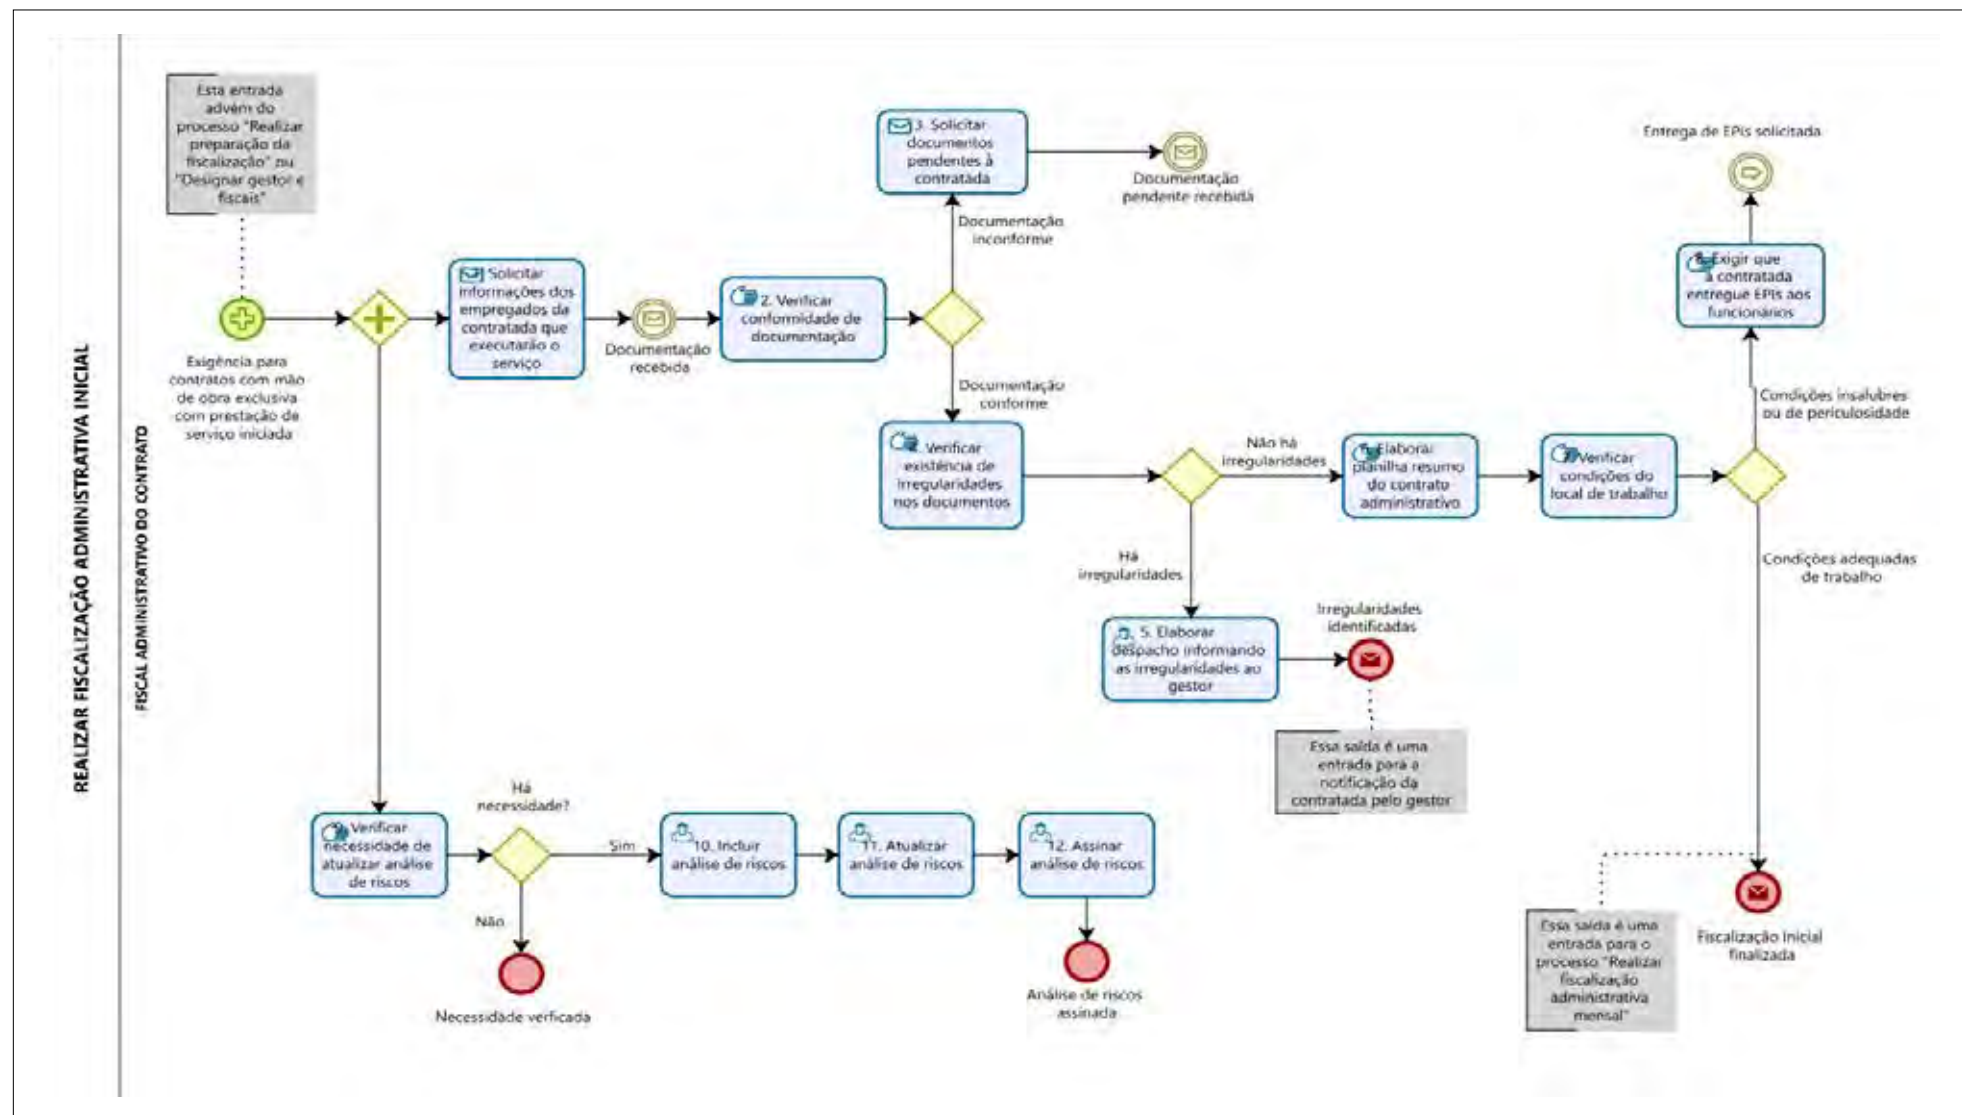 REALIZAR FISCALIZAÇÃO ADMINISTRATIVA INICIAL
FISCAL ADMINISTRATIVO DO CONTRATO
Esta entrada
advém do
processo "Realizar
preparação da
fiscalização" ou
"Designar gestor e
fiscais"
Exigência para
contratos com mão
de obra exclusiva
com prestação de
serviço iniciada
Solicitar
informações dos
empregados da
contratada que
executarão o
serviço
Documentação
recebida
2. Verificar
conformidade de
documentação
3. Solicitar
documentos
pendentes à
contratada
Documentação
pendente recebida
Documentação
inconforme
Documentação
conforme
Verificar
existência de
irregularidades
nos documentos
Não há
irregularidades
Há
irregularidades
5. Elaborar
despacho informando
as irregularidades ao
gestor
Irregularidades
identificadas
Essa saída é uma
entrada para a
notificação da
contratada pelo gestor
Elaborar
planilha resumo
do contrato
administrativo
Verificar
condições do
local de trabalho
Condições insalubres
ou de periculosidade
Exigir que
a contratada
entregue EPIs aos
funcionários
Entrega de EPIs solicitada
Condições adequadas
de trabalho
Fiscalização Inicial
finalizada
Essa saída é uma
entrada para o
processo "Realizar
fiscalização
administrativa
mensal"
Verificar
necessidade de
atualizar análise
de riscos
Há
necessidade?
Sim
Não
Necessidade verficada
10. Incluir
análise de riscos
11. Atualizar
análise de riscos
12. Assinar
análise de riscos
Análise de riscos
assinada